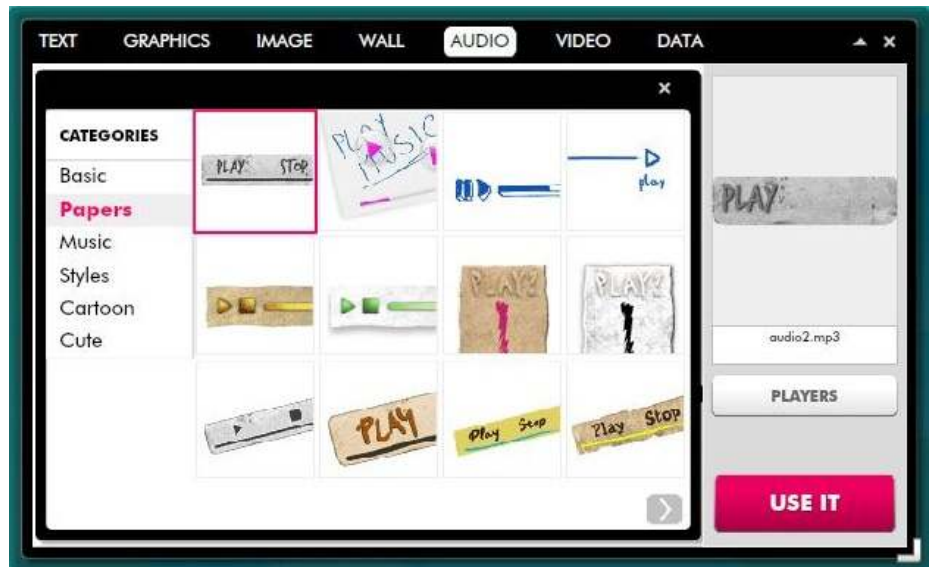 TEXT GRAPHICS IMAGE WALL AUDIO VIDEO DATA
CATEGORIES
Basic
Papers
Music
Styles
Cartoon
Cute
PLAY STOP
PLAY MUSIC
play
PLAY?
PLAY?
PLAY
Play Stop
Play Stop
PLAY
audio2.mp3
PLAYERS
USE IT